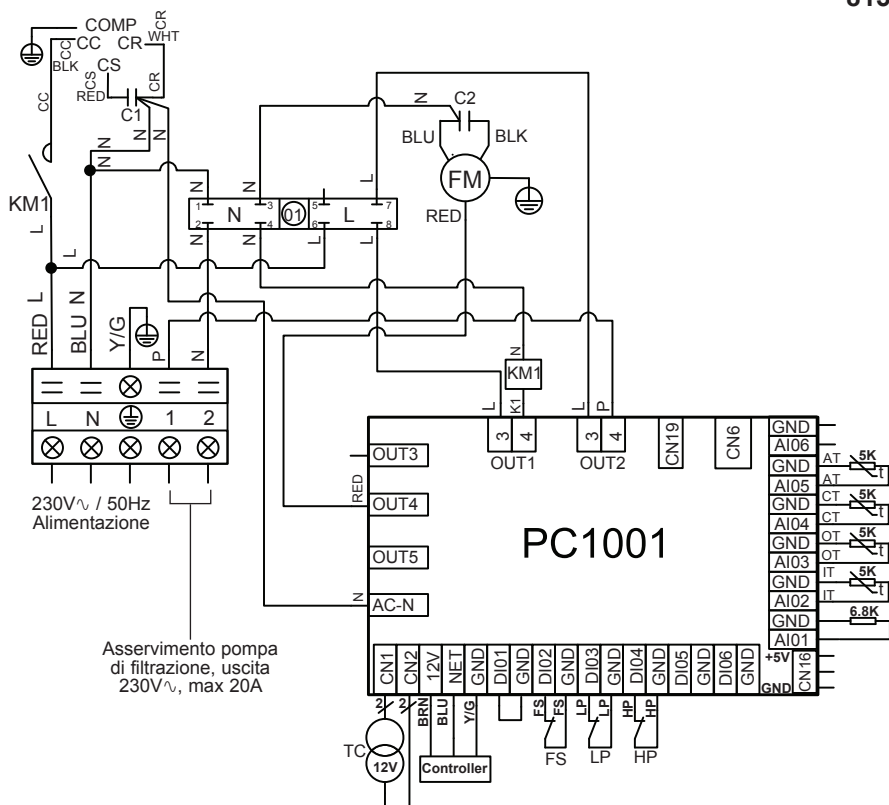 COMP
CR
CC
CC
CR
WHT
BLK
CS
CS
RED
CR
C1
CC
N
N
N
N
N
KM1
L
L
N
N
L
C2
BLU
BLK
FM
RED
1
3
5
7
N
01
L
2
4
6
8
N
N
L
L
RED
L
BLU
N
Y/G
P
N
L
N
1
2
230V∿ / 50Hz
Alimentazione
Asservimento pompa
di filtrazione, uscita
230V∿, max 20A
N
KM1
L
K1
L
P
3
4
3
4
OUT1
OUT2
CN19
CN6
OUT3
RED
OUT4
OUT5
N
AC-N
PC1001
GND
AI06
GND
AT
5K
t
AI05
AT
GND
CT
5K
t
AI04
CT
GND
OT
5K
t
AI03
OT
GND
IT
5K
t
AI02
IT
GND
6.8K
AI01
+5V
CN16
GND
CN1
CN2
12V
NET
GND
DI01
GND
DI02
GND
DI03
GND
DI04
GND
DI05
GND
DI06
GND
2
2
BRN
BLU
Y/G
FS
FS
LP
LP
HP
HP
TC
12V
Controller
FS
LP
HP